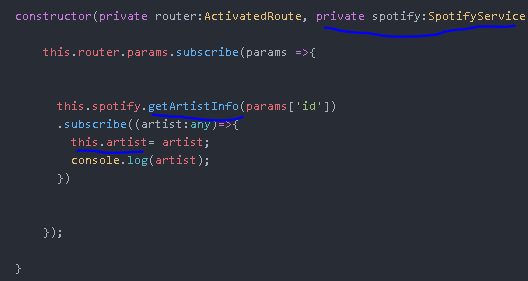 constructor(private router:ActivatedRoute, private spotify:SpotifyService
this.router.params.subscribe(params =>{
this.spotify.getArtistInfo(params['id'])
.subscribe((artist:any)=>{
this.artist= artist;
console.log(artist);
})
});
}